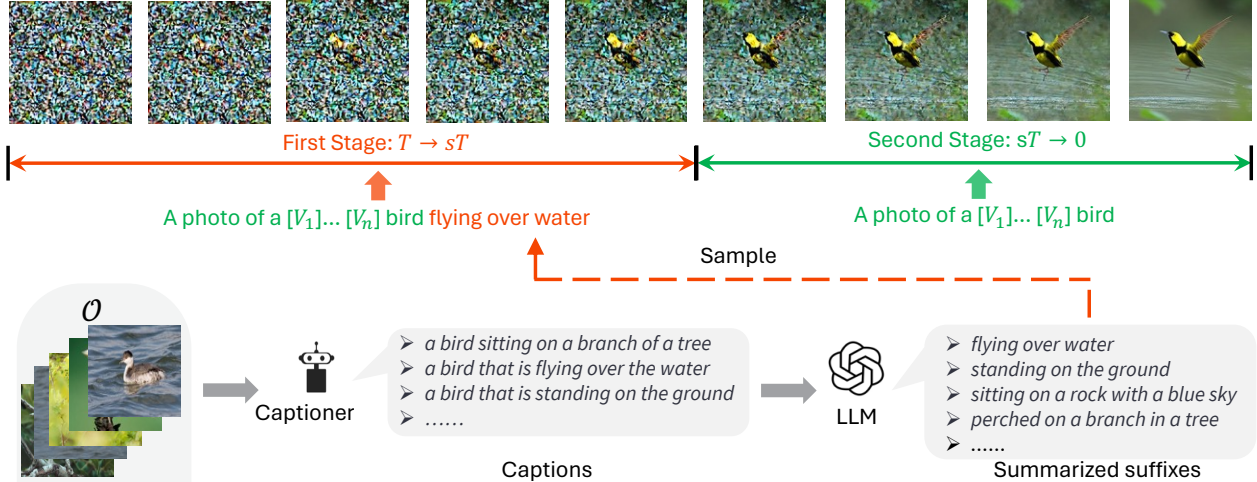 First Stage: T → sT
Second Stage: sT → 0
A photo of a [V₁]... [Vₙ] bird flying over water
A photo of a [V₁]... [Vₙ] bird
Sample
𝒪
➢ a bird sitting on a branch of a tree
➢ a bird that is flying over the water
➢ a bird that is standing on the ground
➢ ......
Captioner
Captions
➢ flying over water
➢ standing on the ground
➢ sitting on a rock with a blue sky
➢ perched on a branch in a tree
➢ ......
LLM
Summarized suffixes